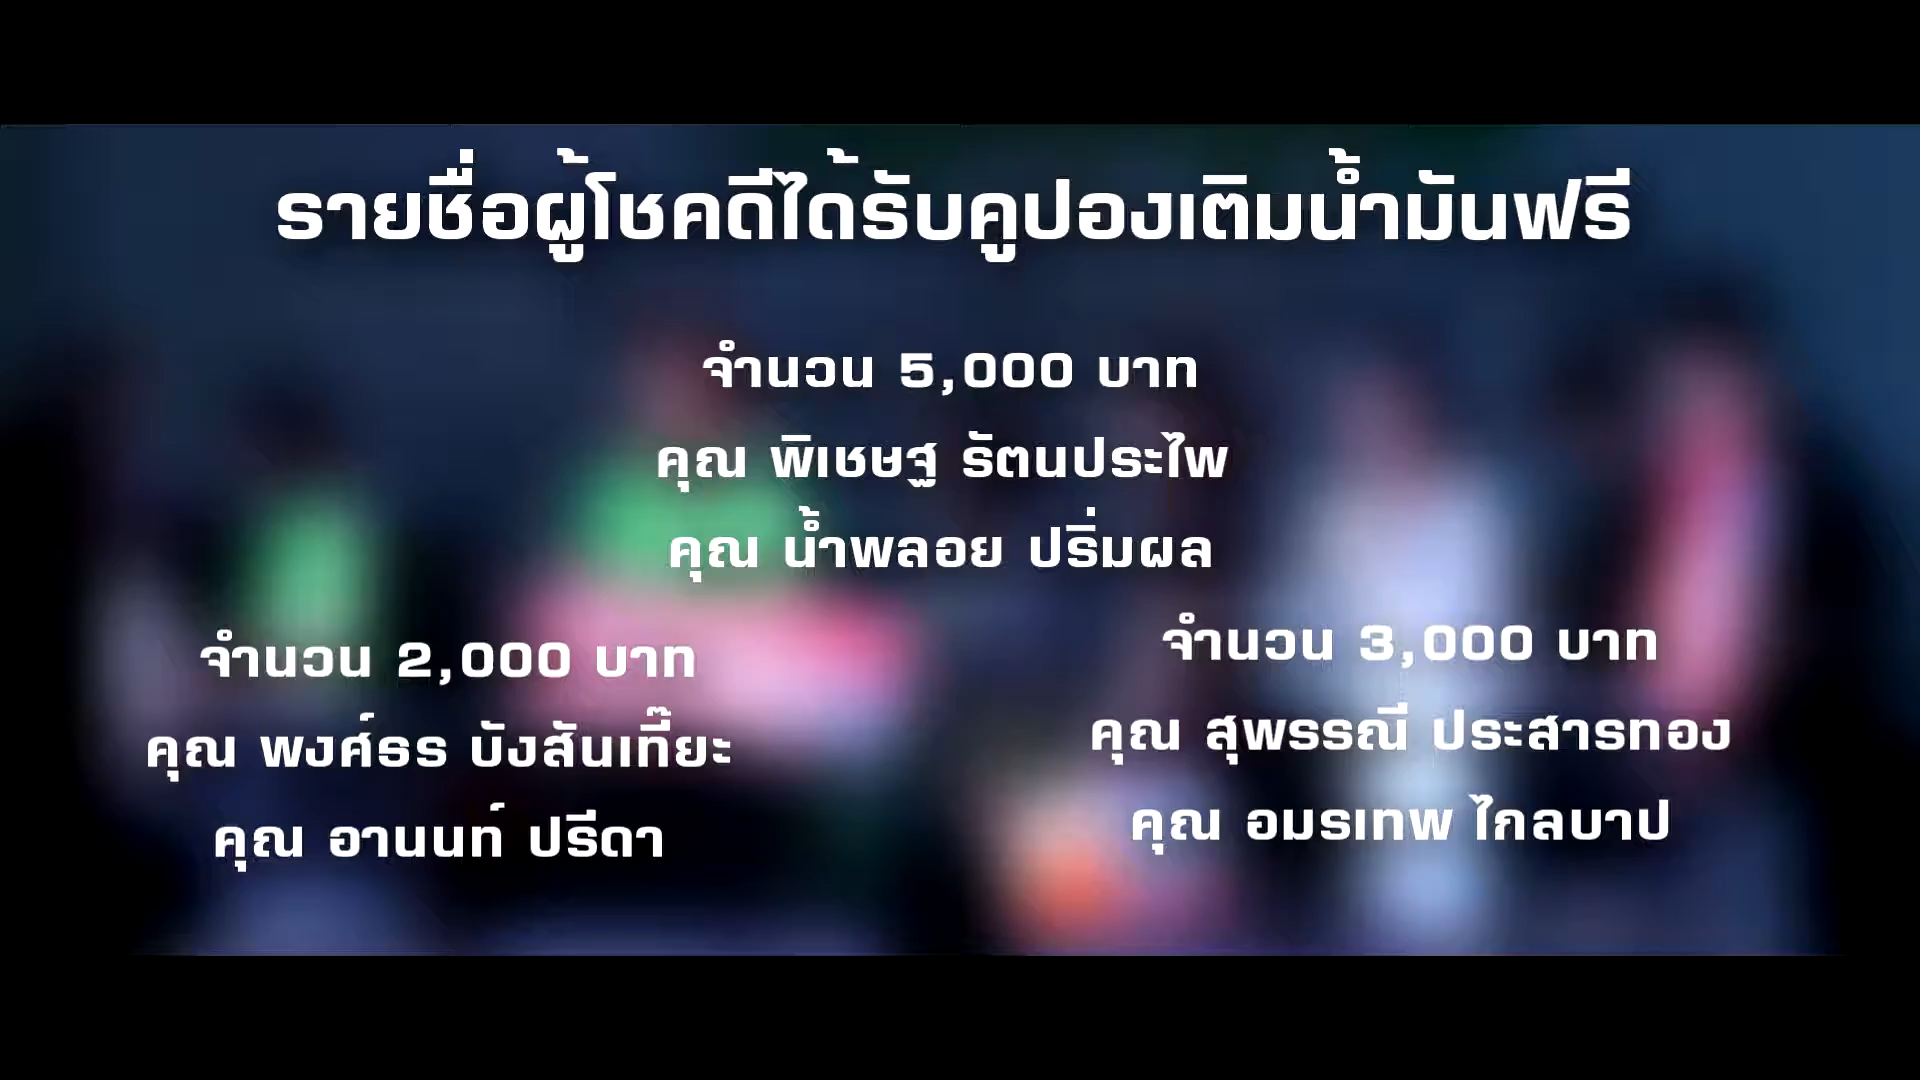 รายชื่อผู้โชคดีได้รับคูปองเติมน้ำมันฟรี
จำนวน 5,000 บาท
คุณ พิเชษฐ รัตนประไพ
คุณ น้ำพลอย ปริ่มผล
จำนวน 2,000 บาท
คุณ พงศ์ธร บังสันเที๊ยะ
คุณ อานนท์ ปรีดา
จำนวน 3,000 บาท
คุณ สุพรรณี ประสารทอง
คุณ อมรเทพ ไกลบาป